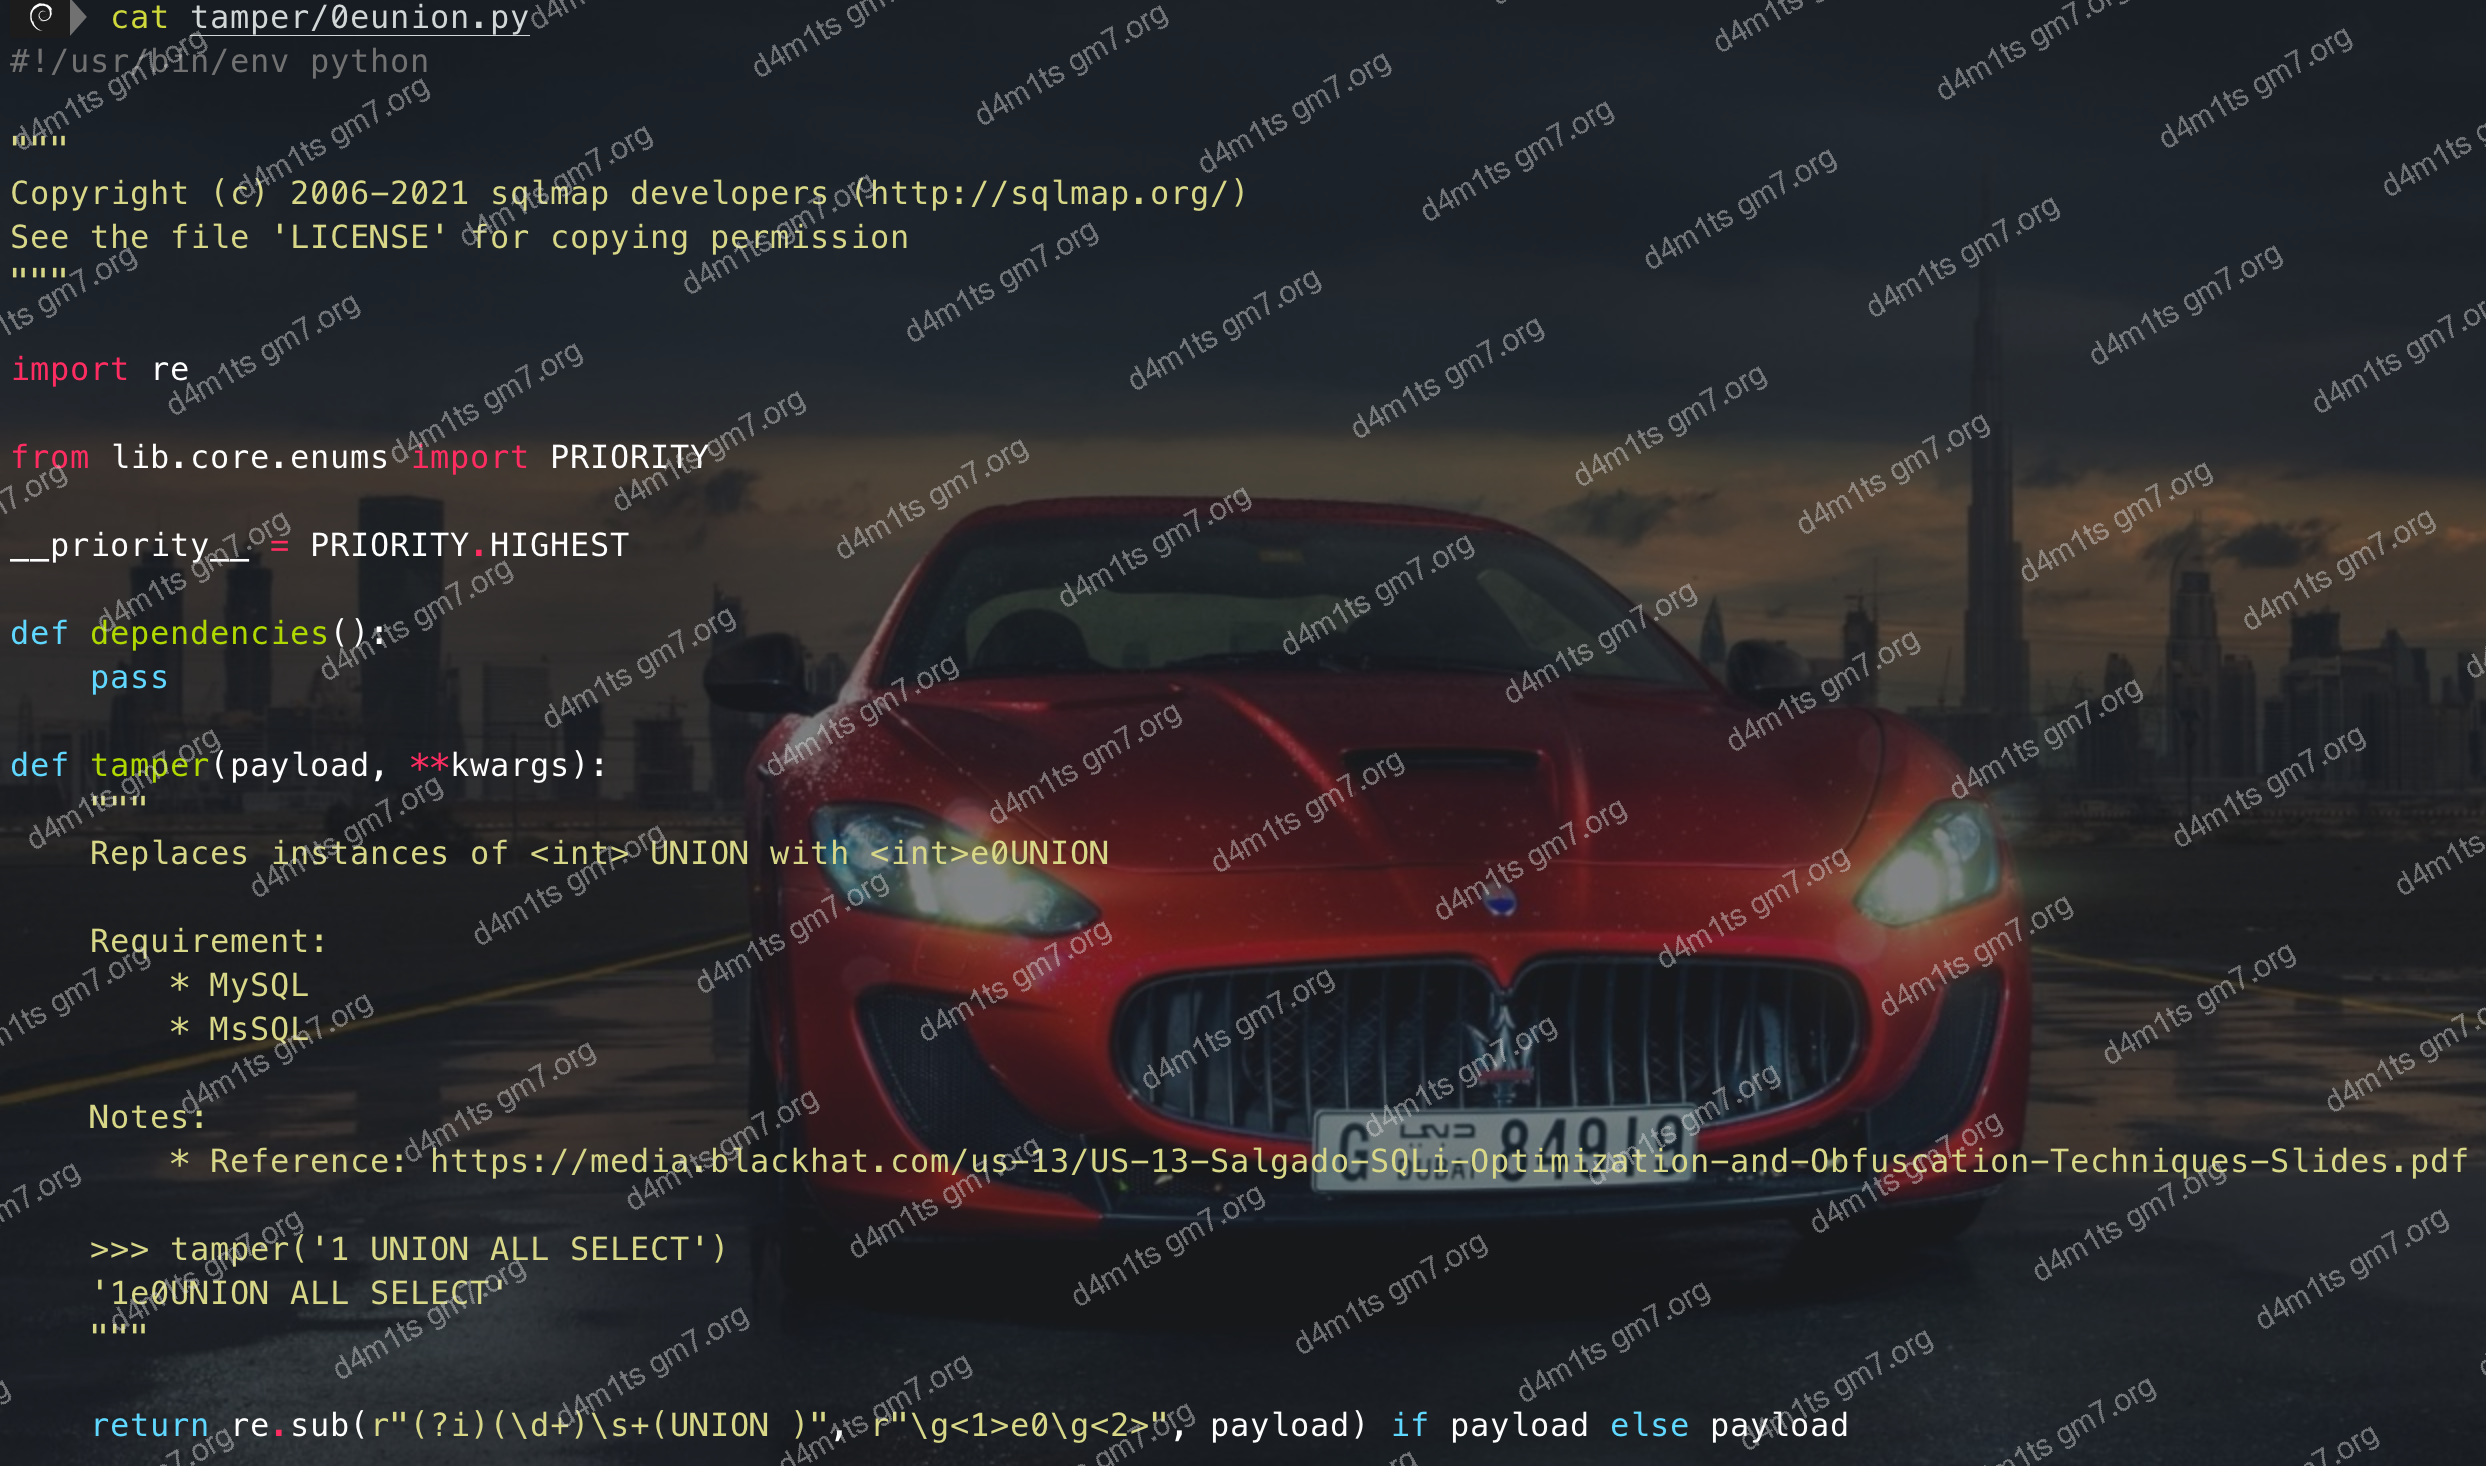 cat tamper/0eunion.py
#!/usr/bin/env python
"""
Copyright (c) 2006-2021 sqlmap developers (http://sqlmap.org/)
See the file 'LICENSE' for copying permission
"""
import re
from lib.core.enums import PRIORITY
__priority__ = PRIORITY.HIGHEST
def dependencies():
    pass
def tamper(payload, **kwargs):
    """
    Replaces instances of <int> UNION with <int>e0UNION
    Requirement:
        * MySQL
        * MsSQL
    Notes:
        * Reference: https://media.blackhat.com/us-13/US-13-Salgado-SQLi-Optimization-and-Obfuscation-Techniques-Slides.pdf
    >>> tamper('1 UNION ALL SELECT')
    '1e0UNION ALL SELECT'
    """
    return re.sub(r"(?i)(\d+)\s+(UNION )", r"\g<1>e0\g<2>", payload) if payload else payload
d4m1ts gm7.org
G دبي DUBAI